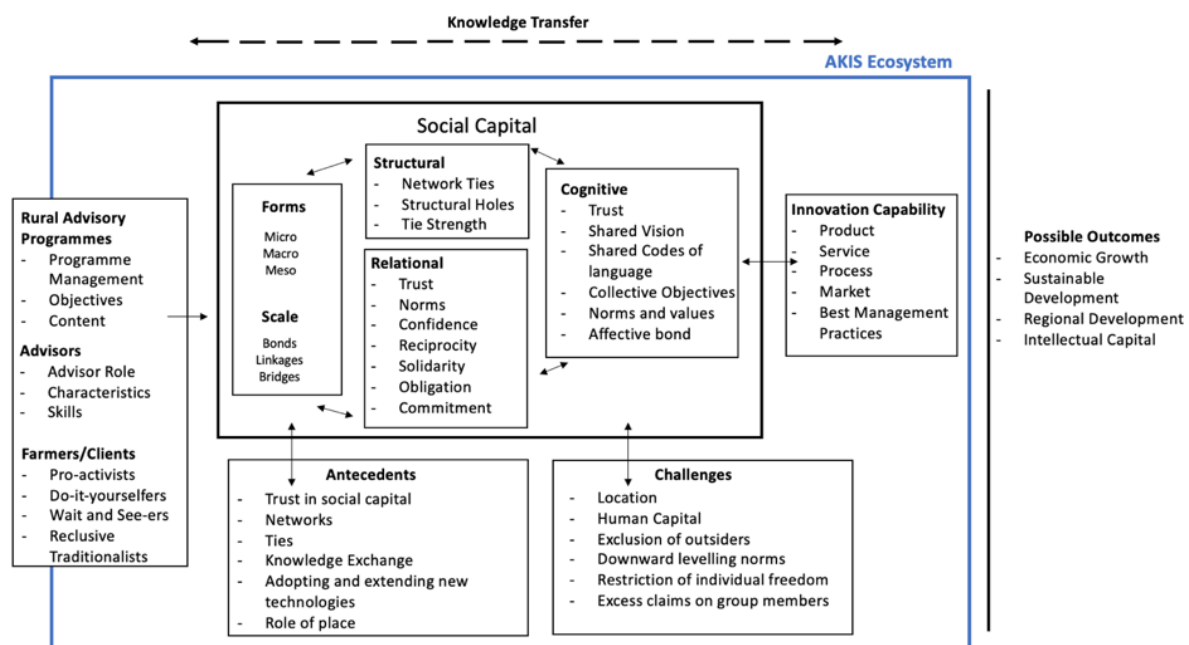 Knowledge Transfer
AKIS Ecosystem
Social Capital
Rural Advisory
Programmes
- Programme
Management
- Objectives
- Content
Advisors
- Advisor Role
- Characteristics
- Skills
Farmers/Clients
- Pro-activists
- Do-it-yourselfers
- Wait and See-ers
- Reclusive
Traditionalists
Forms
Micro
Macro
Meso
Scale
Bonds
Linkages
Bridges
Structural
- Network Ties
- Structural Holes
- Tie Strength
Relational
- Trust
- Norms
- Confidence
- Reciprocity
- Solidarity
- Obligation
- Commitment
Cognitive
- Trust
- Shared Vision
- Shared Codes of
language
- Collective Objectives
- Norms and values
- Affective bond
Innovation Capability
- Product
- Service
- Process
- Market
- Best Management
Practices
Possible Outcomes
- Economic Growth
- Sustainable
Development
- Regional Development
- Intellectual Capital
Antecedents
- Trust in social capital
- Networks
- Ties
- Knowledge Exchange
- Adopting and extending new
technologies
- Role of place
Challenges
- Location
- Human Capital
- Exclusion of outsiders
- Downward levelling norms
- Restriction of individual freedom
- Excess claims on group members